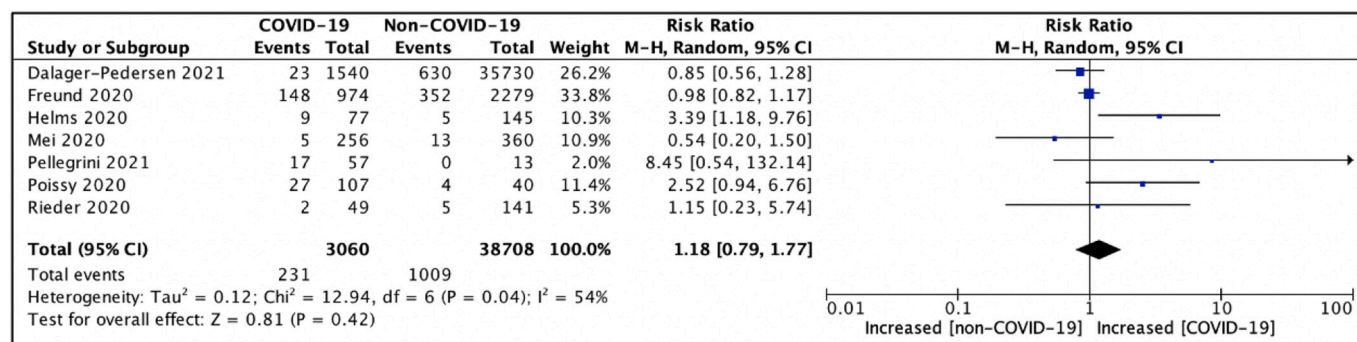 COVID-19 Non-COVID-19 Risk Ratio Risk Ratio
Study or Subgroup Events Total Events Total Weight M-H, Random, 95% CI M-H, Random, 95% CI
Dalager-Pedersen 2021 23 1540 630 35730 26.2% 0.85 [0.56, 1.28]
Freund 2020 148 974 352 2279 33.8% 0.98 [0.82, 1.17]
Helms 2020 9 77 5 145 10.3% 3.39 [1.18, 9.76]
Mei 2020 5 256 13 360 10.9% 0.54 [0.20, 1.50]
Pellegrini 2021 17 57 0 13 2.0% 8.45 [0.54, 132.14]
Poissy 2020 27 107 4 40 11.4% 2.52 [0.94, 6.76]
Rieder 2020 2 49 5 141 5.3% 1.15 [0.23, 5.74]
Total (95% CI) 3060 38708 100.0% 1.18 [0.79, 1.77]
Total events 231 1009
Heterogeneity: Tau² = 0.12; Chi² = 12.94, df = 6 (P = 0.04); I² = 54%
Test for overall effect: Z = 0.81 (P = 0.42)
0.01 0.1 1 10 100
Increased [non-COVID-19] Increased [COVID-19]